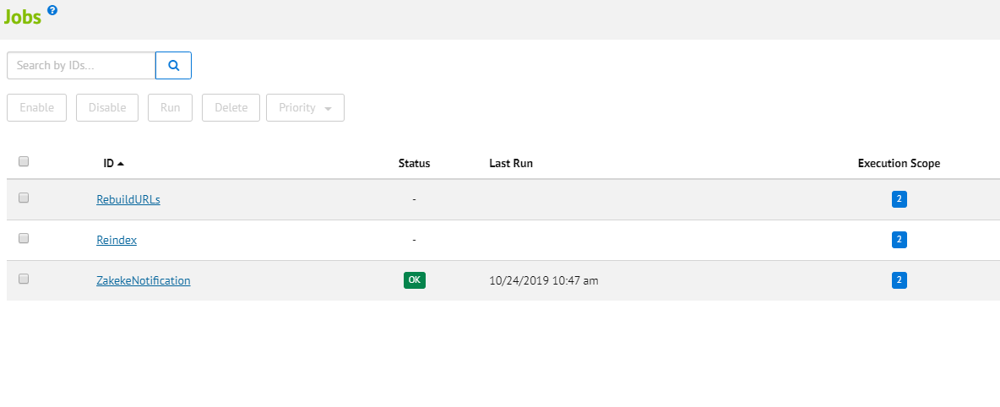 Jobs ?
Search by IDs...
Enable Disable Run Delete Priority
ID Status Last Run Execution Scope
RebuildURLs - 2
Reindex - 2
ZakekeNotification OK 10/24/2019 10:47 am 2